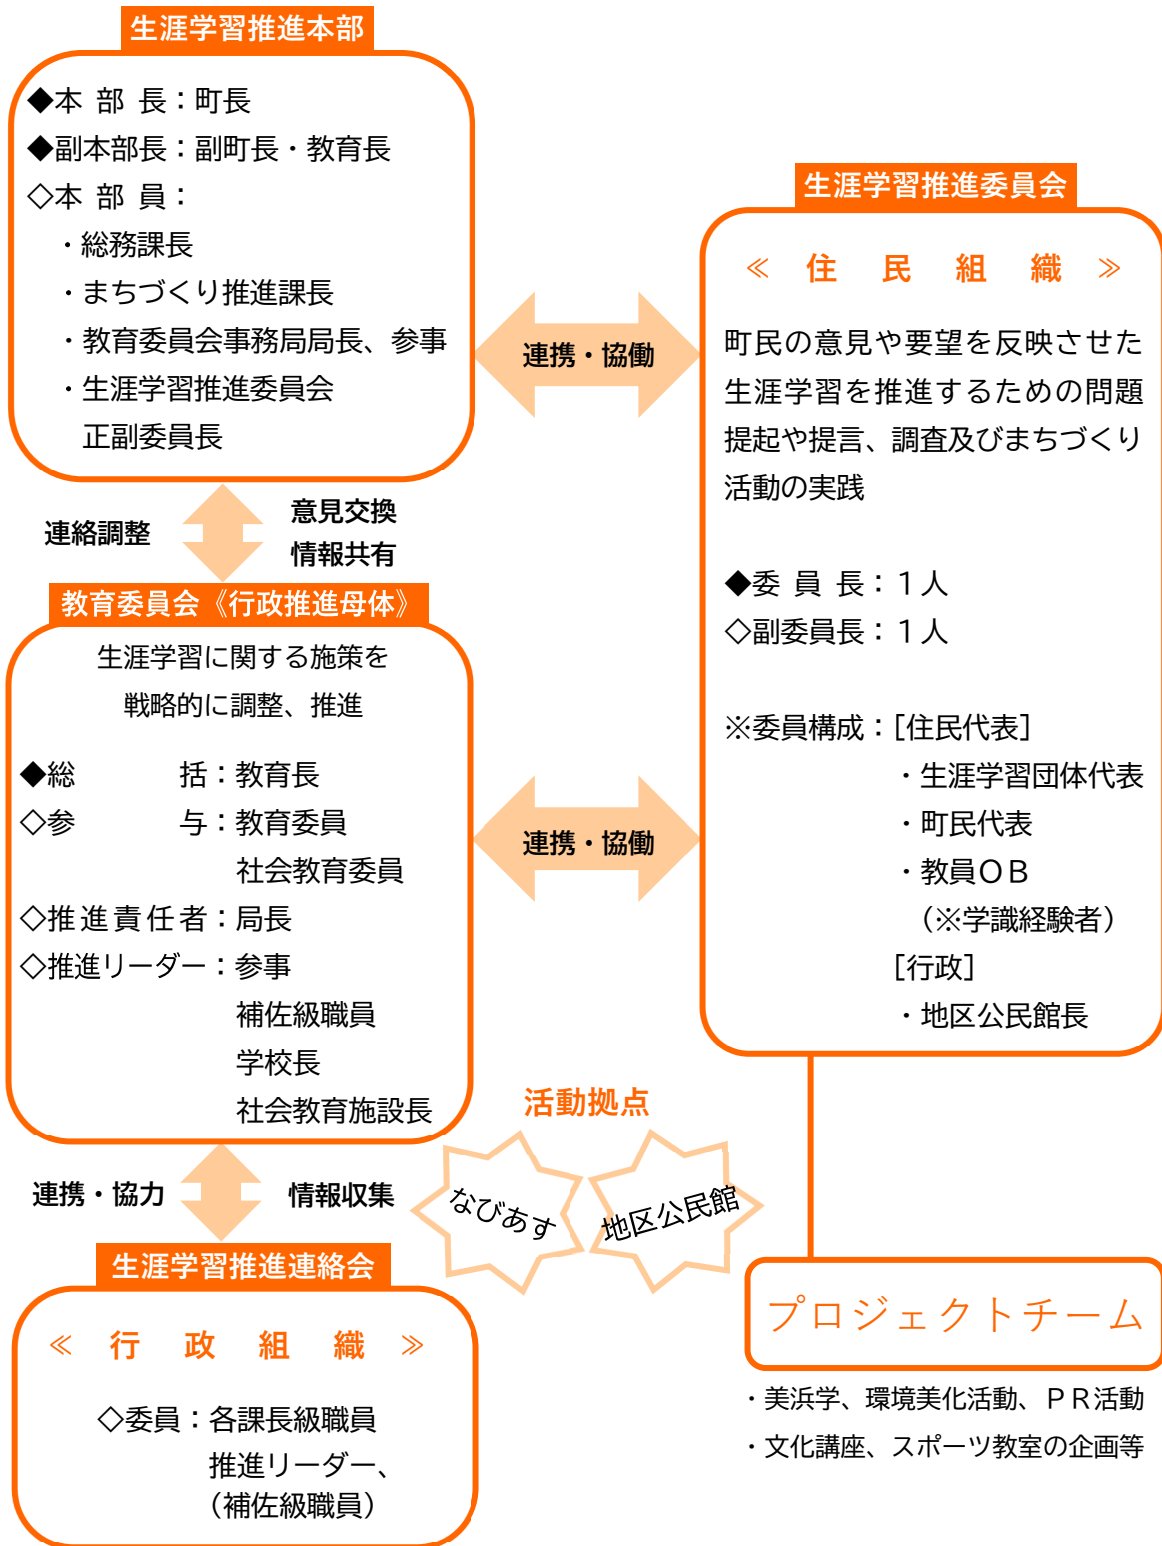 生涯学習推進本部
◆本 部 長：町長
◆副本部長：副町長・教育長
◇本 部 員：
・総務課長
・まちづくり推進課長
・教育委員会事務局局長、参事
・生涯学習推進委員会
正副委員長
連絡調整
意見交換
情報共有
教育委員会《行政推進母体》
生涯学習に関する施策を
戦略的に調整、推進
◆総　　括：教育長
◇参　　与：教育委員
社会教育委員
◇推進責任者：局長
◇推進リーダー：参事
補佐級職員
学校長
社会教育施設長
連携・協力
情報収集
生涯学習推進連絡会
≪ 行 政 組 織 ≫
◇委員：各課長級職員
推進リーダー、
（補佐級職員）
連携・協働
連携・協働
生涯学習推進委員会
≪ 住 民 組 織 ≫
町民の意見や要望を反映させた
生涯学習を推進するための問題
提起や提言、調査及びまちづくり
活動の実践
◆委 員 長：１人
◇副委員長：１人
※委員構成：［住民代表］
・生涯学習団体代表
・町民代表
・教員ＯＢ
（※学識経験者）
［行政］
・地区公民館長
活動拠点
なびあす
地区公民館
プロジェクトチーム
・美浜学、環境美化活動、ＰＲ活動
・文化講座、スポーツ教室の企画等